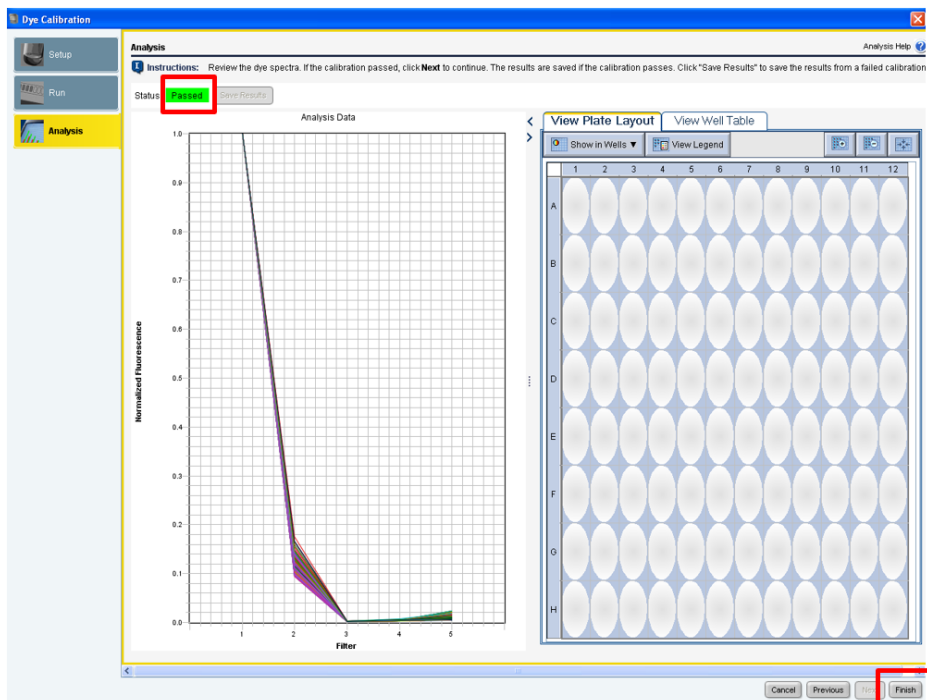 Dye Calibration
Setup
Run
Analysis
Analysis
Analysis Help
Instructions: Review the dye spectra. If the calibration passed, click Next to continue. The results are saved if the calibration passes. Click "Save Results" to save the results from a failed calibration
Status Passed Save Results
Analysis Data
1.0
0.9
0.8
0.7
0.6
0.5
0.4
0.3
0.2
0.1
0.0
Normalized Fluorescence
1 2 3 4 5
Filter
View Plate Layout View Well Table
Show in Wells ▼ View Legend
1 2 3 4 5 6 7 8 9 10 11 12
A
B
C
D
E
F
G
H
Cancel Previous Finish